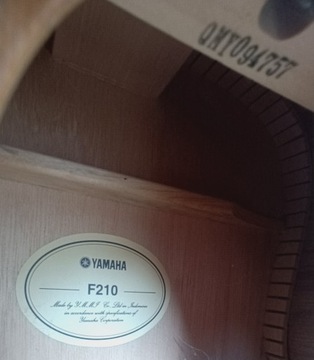 QMY094757
YAMAHA
F210
Made by Y.M.M.I Co. Ltd in Indonesia
in accordance with specifications of
Yamaha Corporation